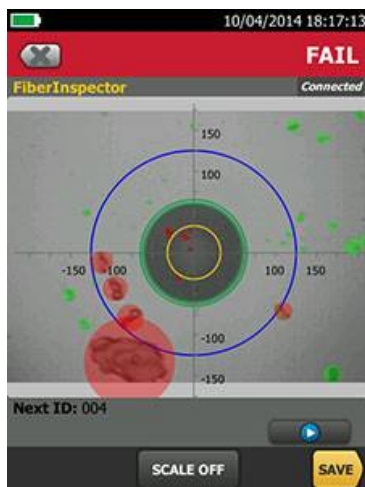 10/04/2014 18:17:13
FAIL
FiberInspector Connected
150
100
-150 -100 100 150
-100
-150
Next ID: 004
SCALE OFF SAVE